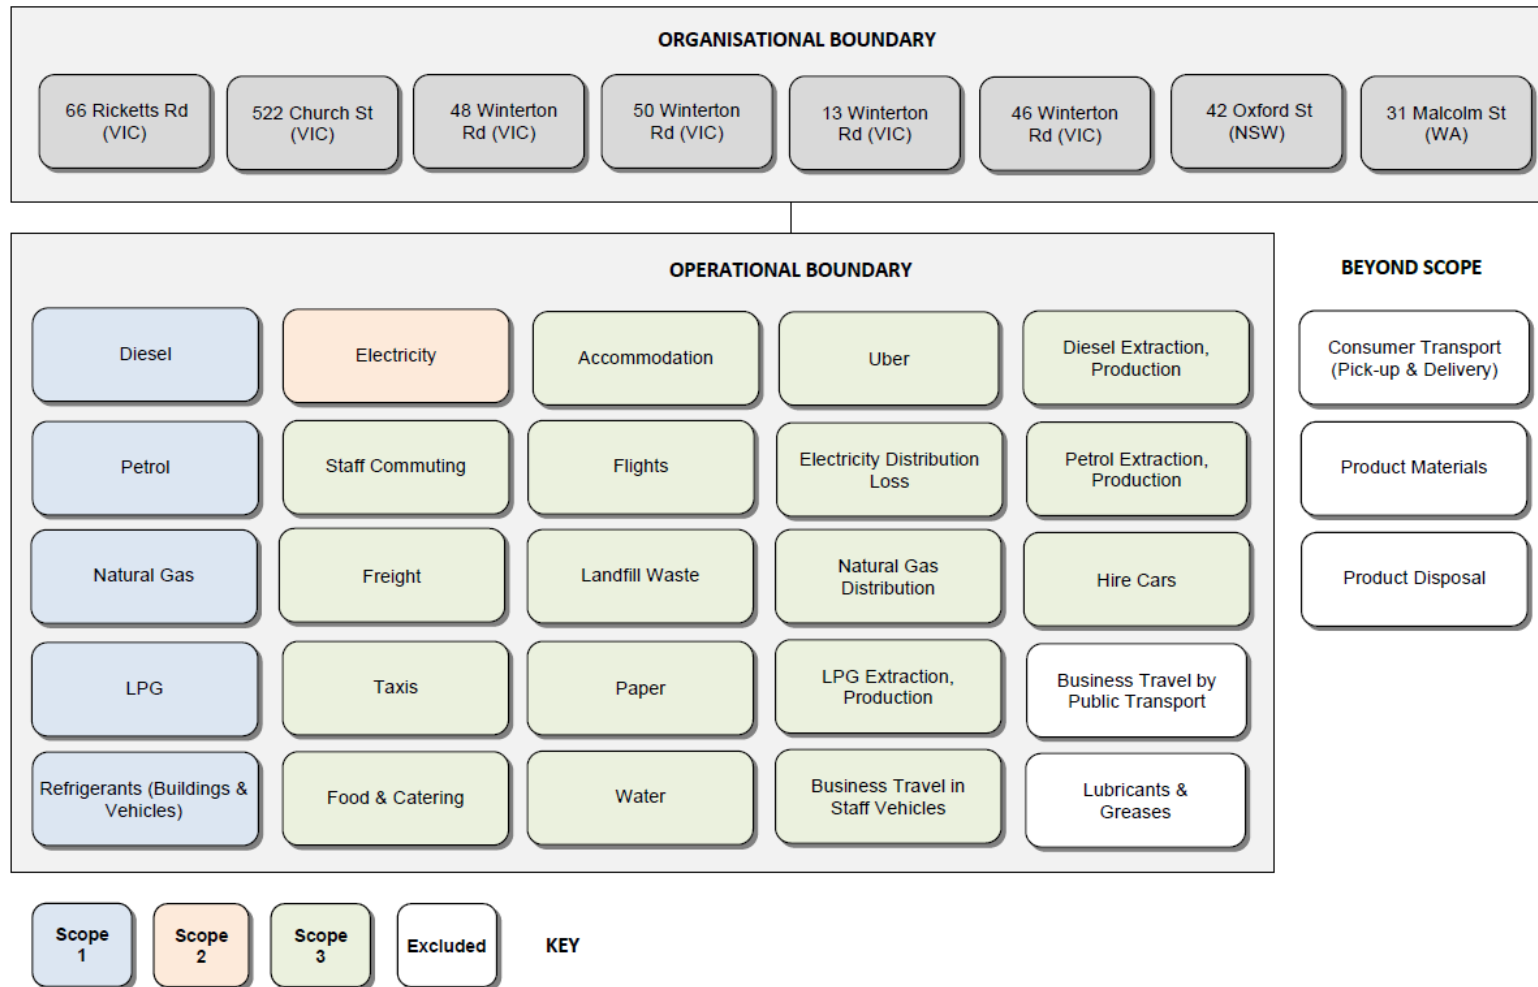 ORGANISATIONAL BOUNDARY
66 Ricketts Rd
(VIC)
522 Church St
(VIC)
48 Winterton
Rd (VIC)
50 Winterton
Rd (VIC)
13 Winterton
Rd (VIC)
46 Winterton
Rd (VIC)
42 Oxford St
(NSW)
31 Malcolm St
(WA)
OPERATIONAL BOUNDARY
BEYOND SCOPE
Diesel
Electricity
Accommodation
Uber
Diesel Extraction,
Production
Consumer Transport
(Pick-up & Delivery)
Petrol
Staff Commuting
Flights
Electricity Distribution
Loss
Petrol Extraction,
Production
Product Materials
Natural Gas
Freight
Landfill Waste
Natural Gas
Distribution
Hire Cars
Product Disposal
LPG
Taxis
Paper
LPG Extraction,
Production
Business Travel by
Public Transport
Refrigerants (Buildings &
Vehicles)
Food & Catering
Water
Business Travel in
Staff Vehicles
Lubricants &
Greases
Scope
1
Scope
2
Scope
3
Excluded
KEY